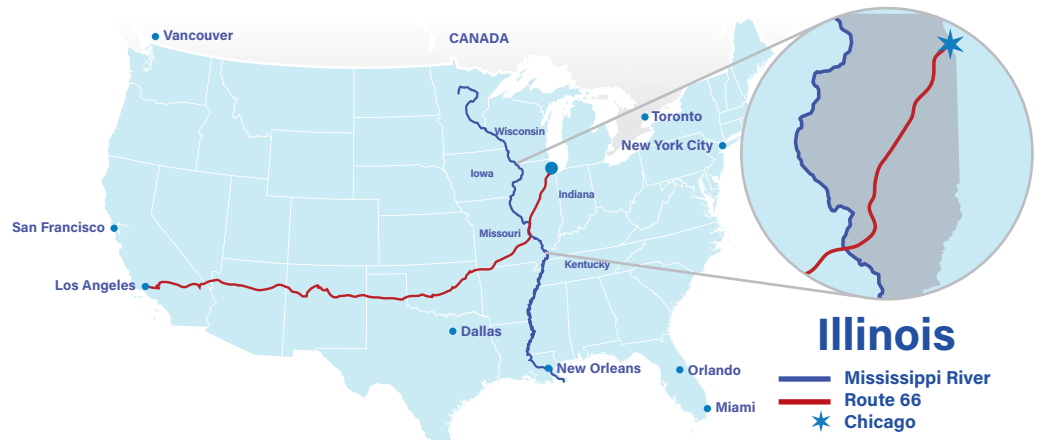 Vancouver
CANADA
Toronto
Wisconsin
New York City
Iowa
Indiana
San Francisco
Missouri
Kentucky
Los Angeles
Dallas
New Orleans
Orlando
Miami
Illinois
Mississippi River
Route 66
Chicago